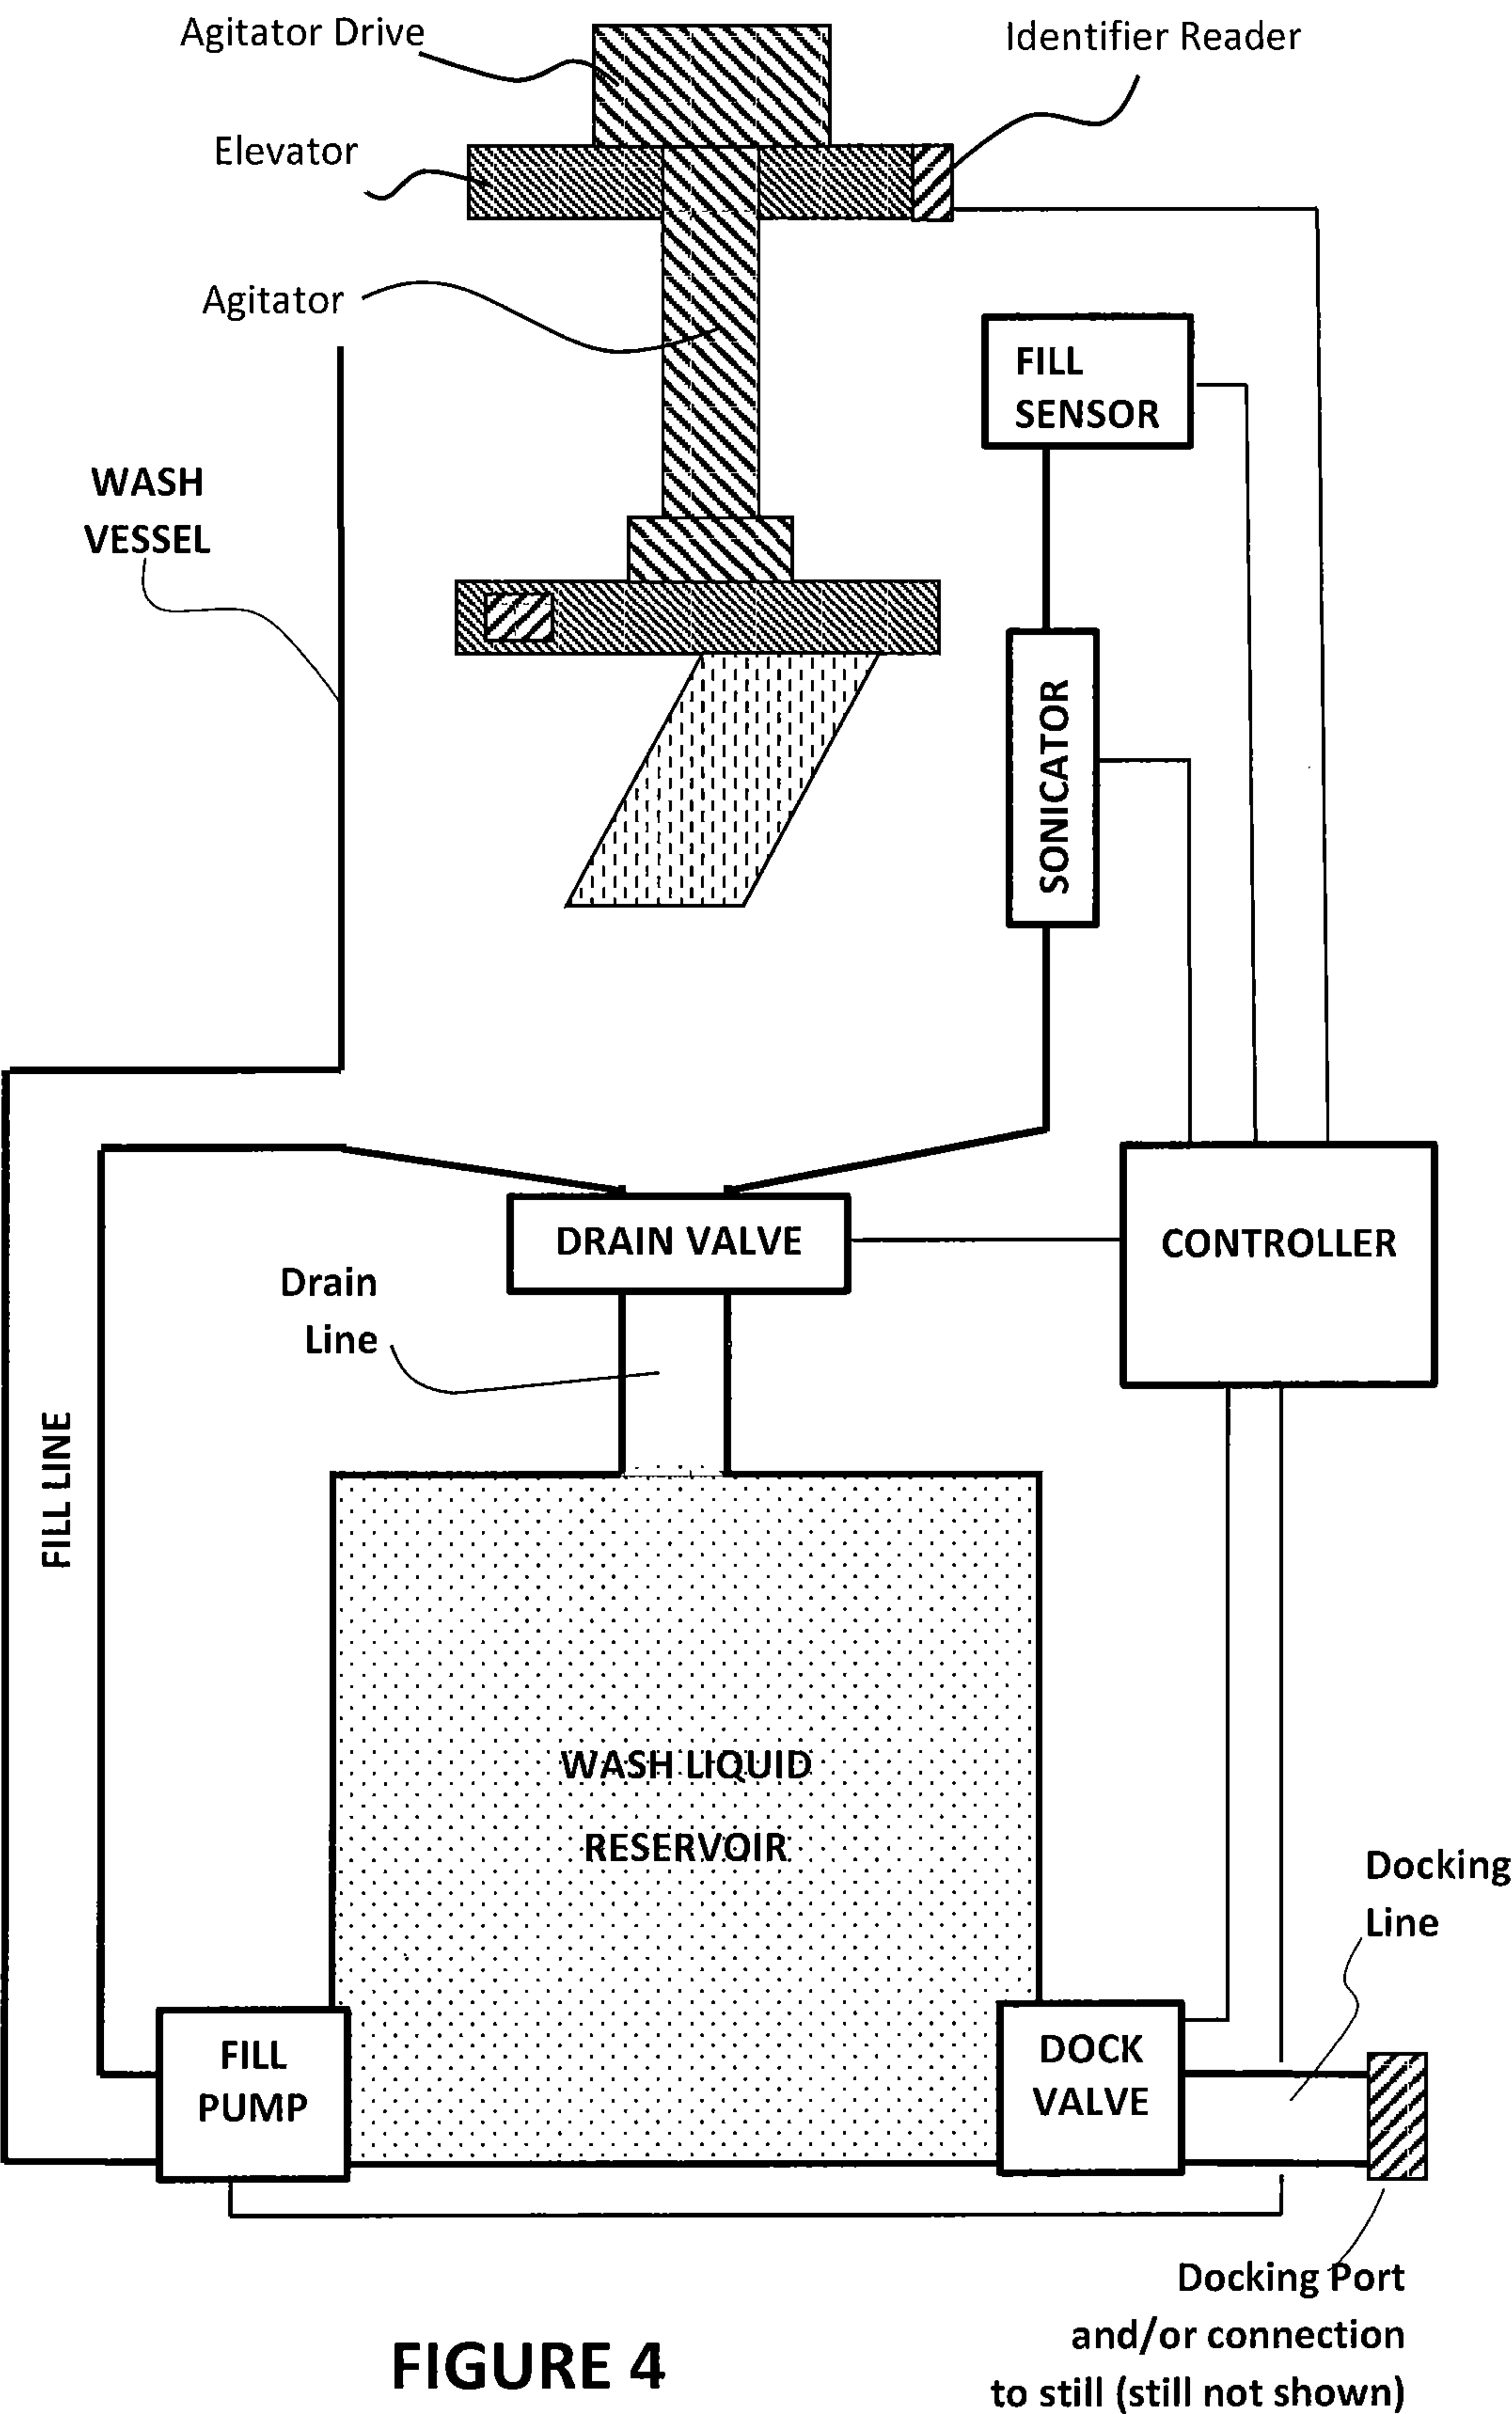 Agitator Drive
Identifier Reader
Elevator
Agitator
FILL
SENSOR
WASH
VESSEL
SONICATOR
DRAIN VALVE
CONTROLLER
Drain
Line
FILL LINE
WASH LIQUID
RESERVOIR
Docking
Line
FILL
PUMP
DOCK
VALVE
Docking Port
and/or connection
to still (still not shown)
FIGURE 4